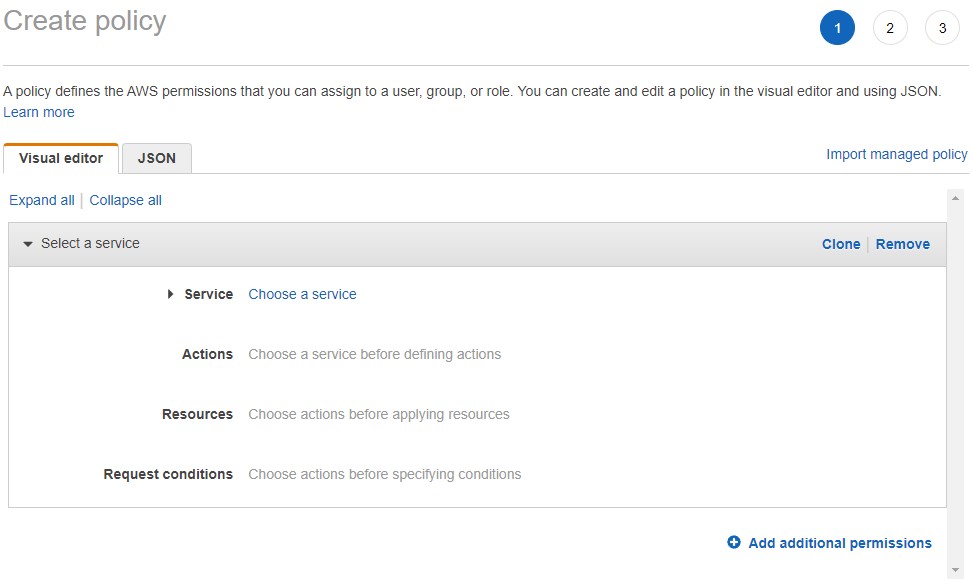 Create policy
1 2 3
A policy defines the AWS permissions that you can assign to a user, group, or role. You can create and edit a policy in the visual editor and using JSON.
Learn more
Visual editor JSON Import managed policy
Expand all | Collapse all
Select a service Clone | Remove
Service Choose a service
Actions Choose a service before defining actions
Resources Choose actions before applying resources
Request conditions Choose actions before specifying conditions
Add additional permissions